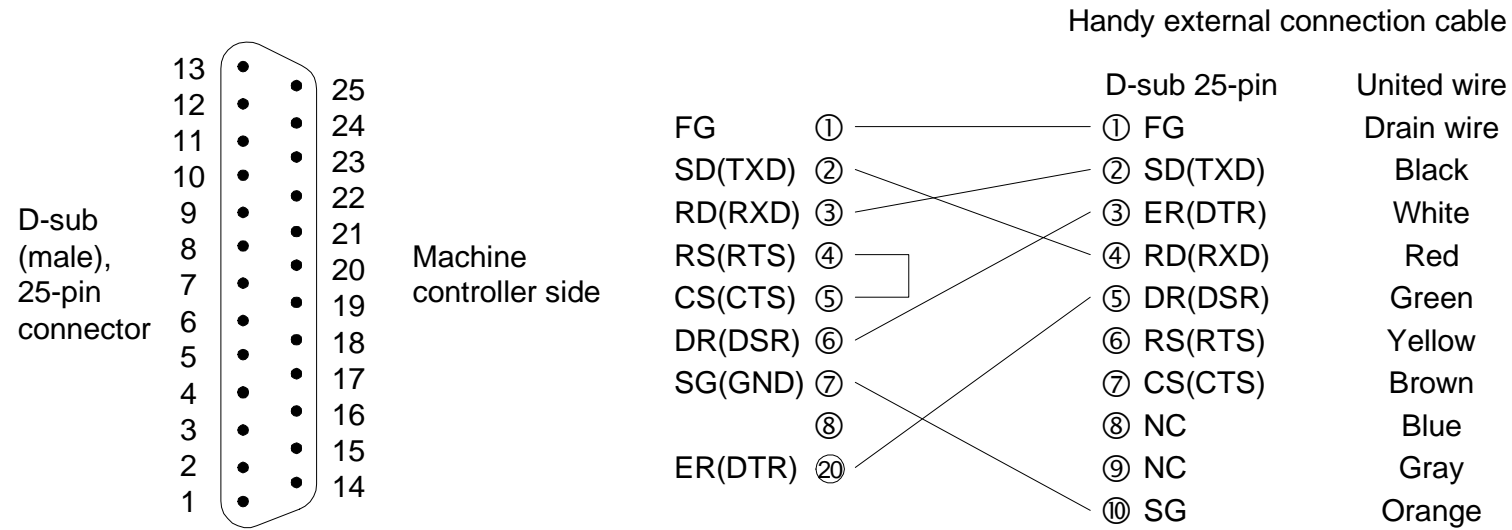 Handy external connection cable
D-sub 25-pin United wire
13
12
11
10
9
8
7
6
5
4
3
2
1
25
24
23
22
21
20
19
18
17
16
15
14
D-sub
(male),
25-pin
connector
Machine
controller side
FG ① ① FG Drain wire
SD(TXD) ② ② SD(TXD) Black
RD(RXD) ③ ③ ER(DTR) White
RS(RTS) ④ ④ RD(RXD) Red
CS(CTS) ⑤ ⑤ DR(DSR) Green
DR(DSR) ⑥ ⑥ RS(RTS) Yellow
SG(GND) ⑦ ⑦ CS(CTS) Brown
⑧ ⑧ NC Blue
ER(DTR) ⑳ ⑨ NC Gray
⑩ SG Orange